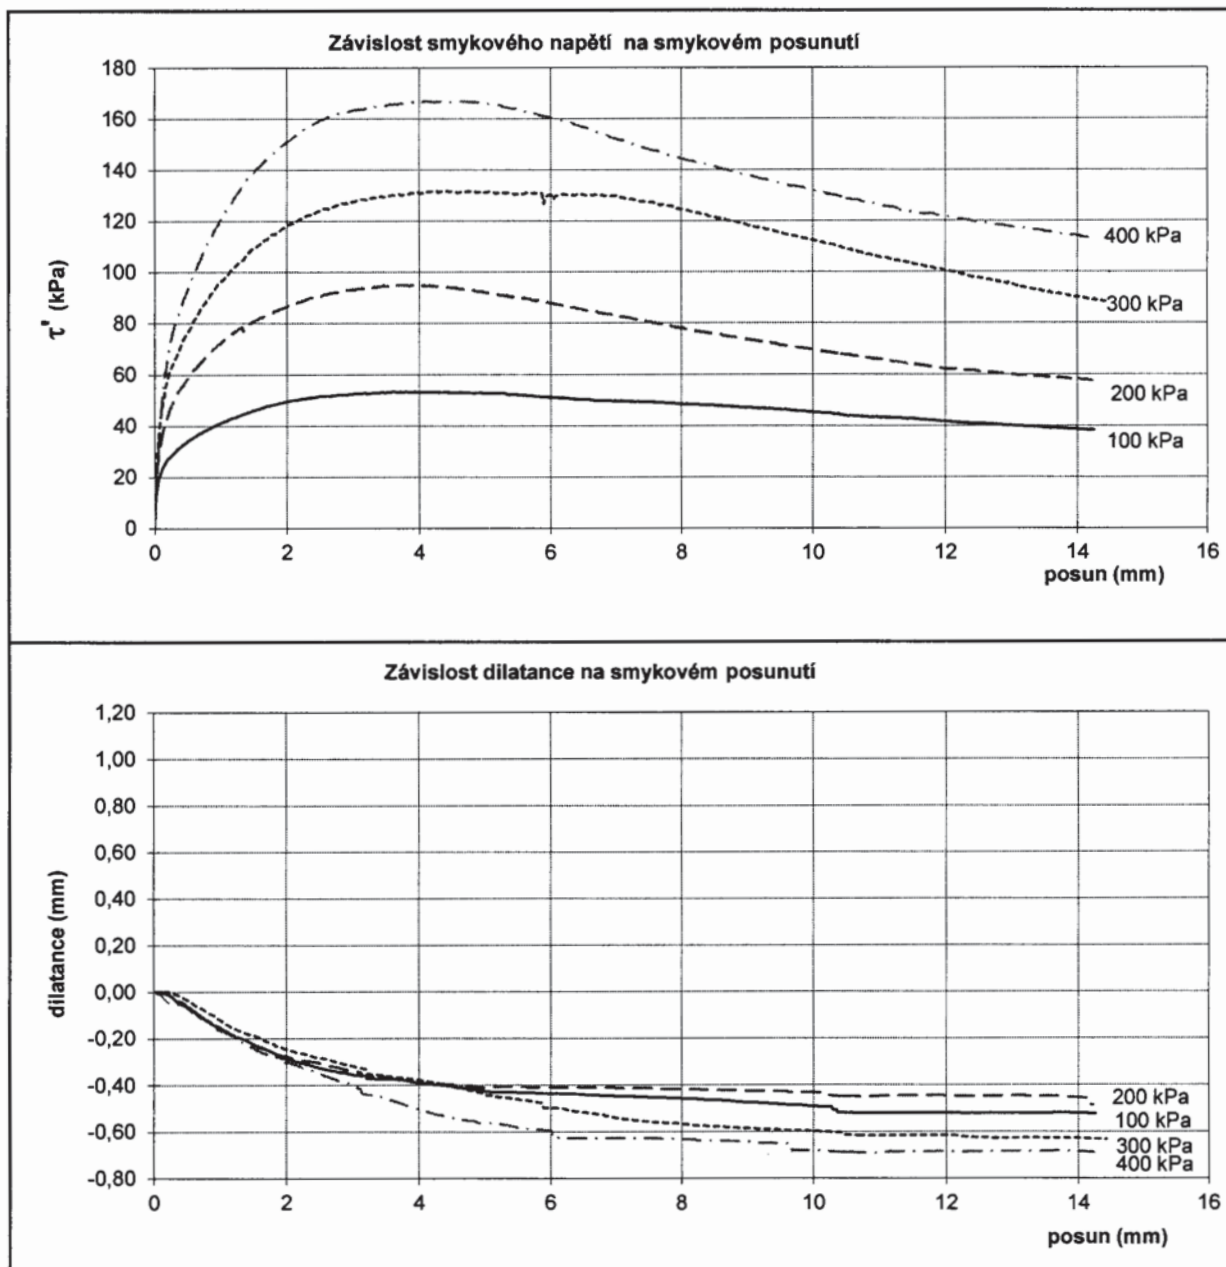 Závislost smykového napětí na smykovém posunutí
180
160
140
120
100
80
60
40
20
0
τ' (kPa)
400 kPa
300 kPa
200 kPa
100 kPa
0 2 4 6 8 10 12 14 16
posun (mm)
Závislost dilatance na smykovém posunutí
1,20
1,00
0,80
0,60
0,40
0,20
0,00
-0,20
-0,40
-0,60
-0,80
dilatance (mm)
200 kPa
100 kPa
300 kPa
400 kPa
0 2 4 6 8 10 12 14 16
posun (mm)